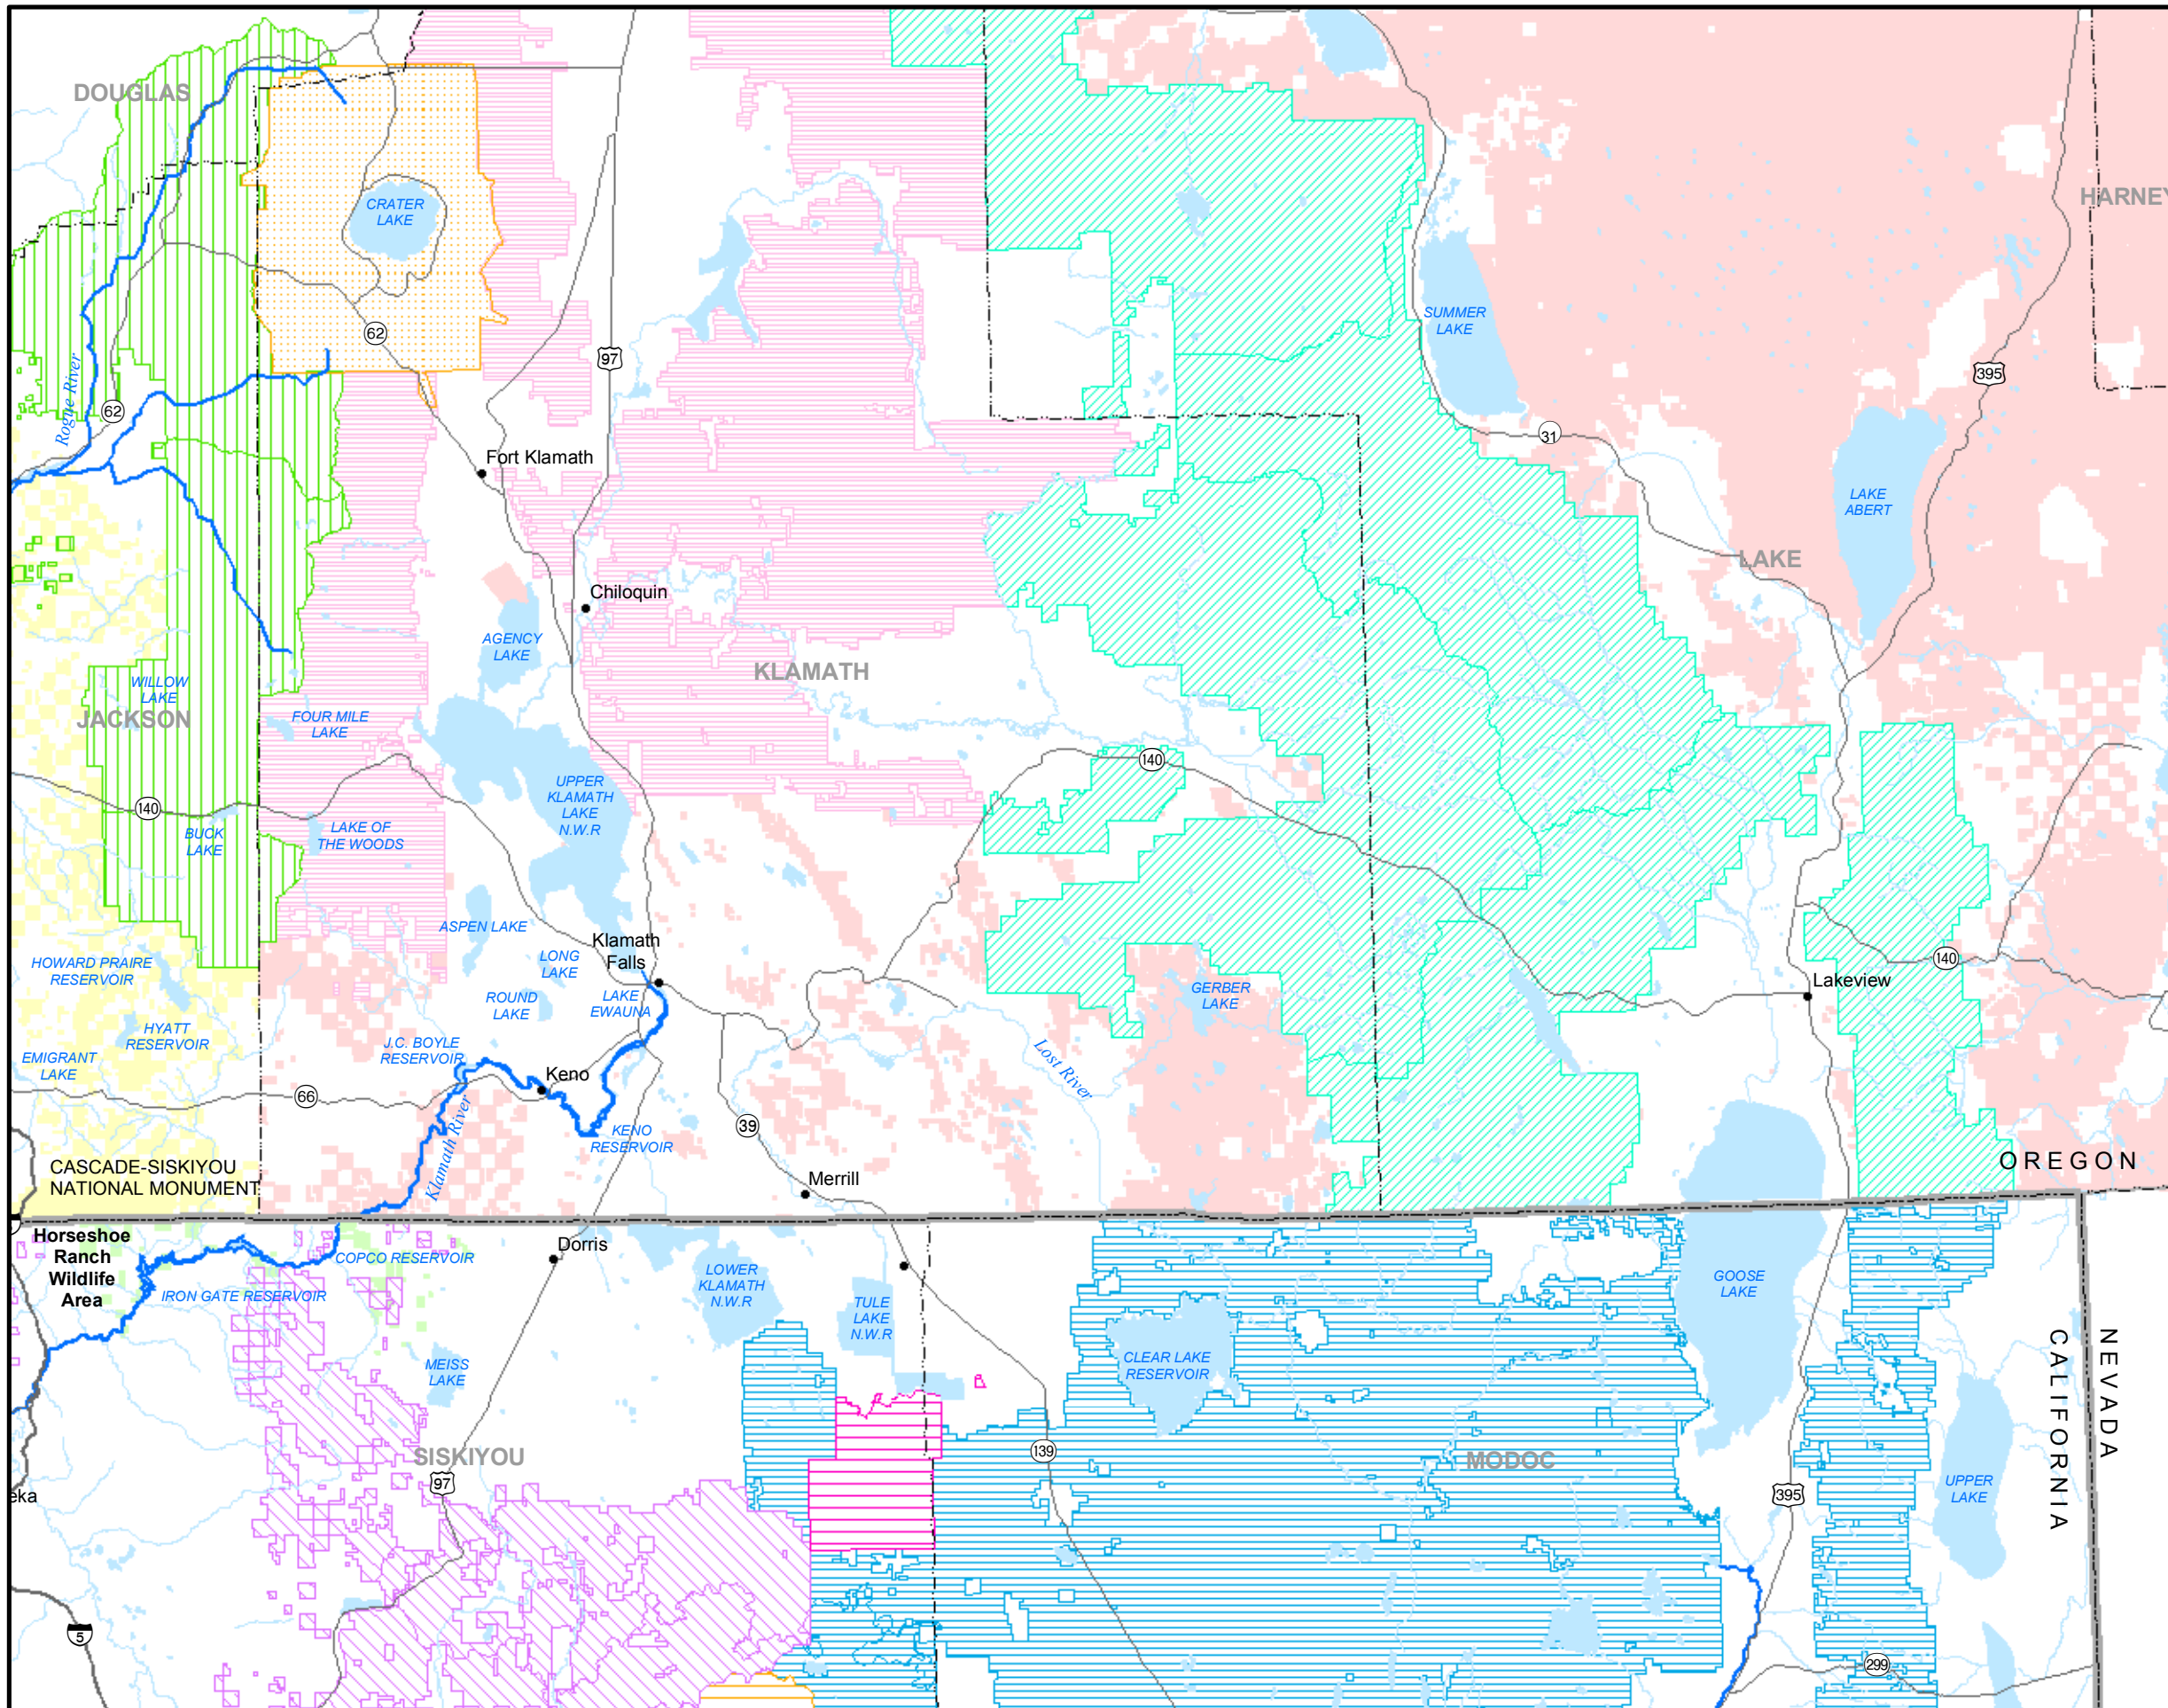 DOUGLAS
HARNEY
CRATER
LAKE
SUMMER
LAKE
62
97
395
Rogue River
62
31
Fort Klamath
LAKE
ABERT
LAKE
Chiloquin
AGENCY
LAKE
KLAMATH
WILLOW
LAKE
JACKSON
FOUR MILE
LAKE
140
UPPER
KLAMATH
LAKE
N.W.R
140
BUCK
LAKE
LAKE OF
THE WOODS
ASPEN LAKE
Klamath
Falls
LONG
LAKE
HOWARD PRAIRE
RESERVOIR
140
Lakeview
GERBER
LAKE
ROUND
LAKE
LAKE
EWAUNA
HYATT
RESERVOIR
J.C. BOYLE
RESERVOIR
EMIGRANT
LAKE
Lost River
Keno
66
Klamath River
39
KENO
RESERVOIR
CASCADE-SISKIYOU
NATIONAL MONUMENT
OREGON
Merrill
Horseshoe
Ranch
Wildlife
Area
COPCO RESERVOIR
Dorris
IRON GATE RESERVOIR
LOWER
KLAMATH
N.W.R
TULE
LAKE
N.W.R
GOOSE
LAKE
CLEAR LAKE
RESERVOIR
MEISS
LAKE
NEVADA
CALIFORNIA
139
SISKIYOU
MODOC
97
395
UPPER
LAKE
eka
5
299